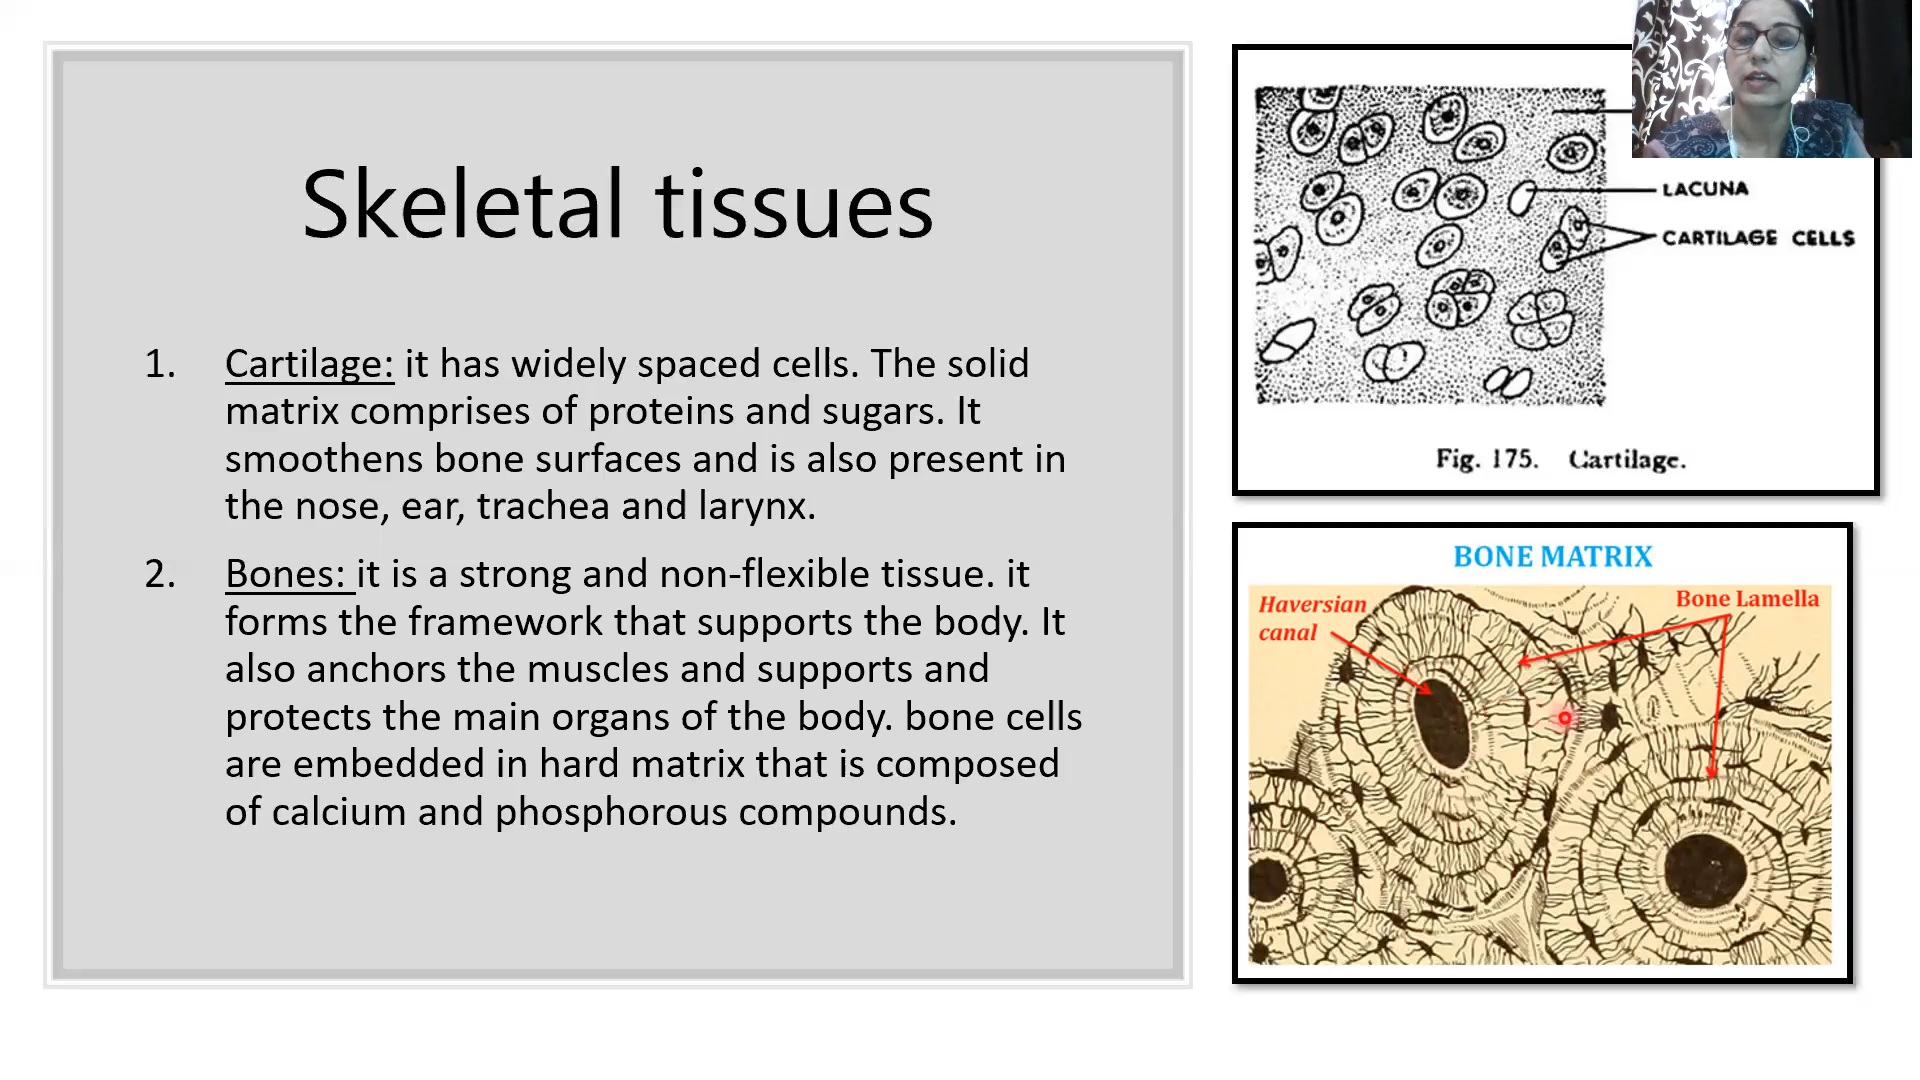 Skeletal tissues
1. Cartilage: it has widely spaced cells. The solid
matrix comprises of proteins and sugars. It
smoothens bone surfaces and is also present in
the nose, ear, trachea and larynx.
2. Bones: it is a strong and non-flexible tissue. it
forms the framework that supports the body. It
also anchors the muscles and supports and
protects the main organs of the body. bone cells
are embedded in hard matrix that is composed
of calcium and phosphorous compounds.
LACUNA
CARTILAGE CELLS
Fig. 175. Cartilage.
BONE MATRIX
Haversian
canal
Bone Lamella